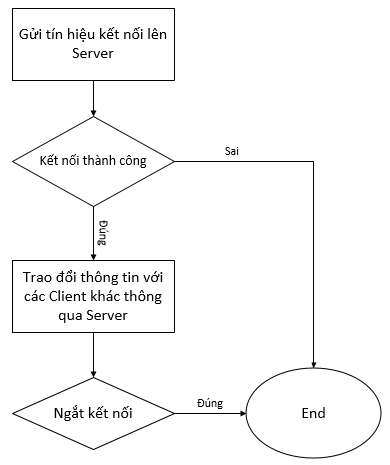 Gửi tín hiệu kết nối lên
Server
Kết nối thành công
Sai
Đúng
Trao đổi thông tin với
các Client khác thông
qua Server
Ngắt kết nối
Đúng
End